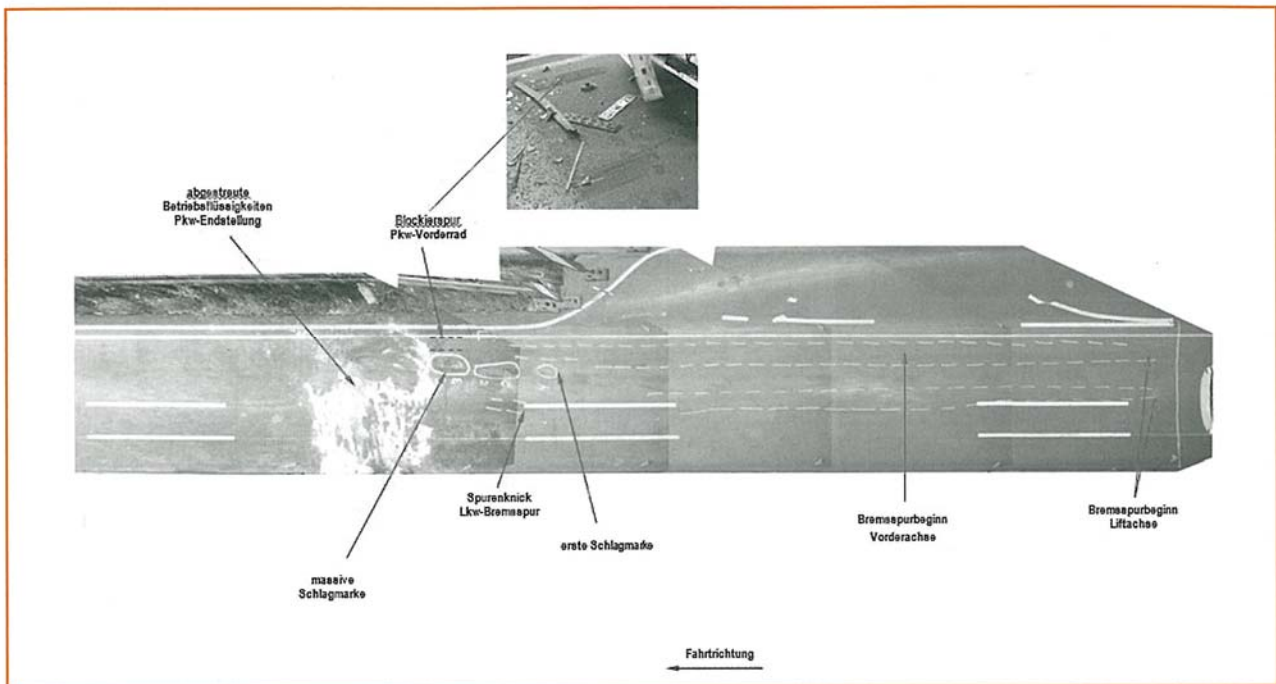 abgestreute
Betriebsflüssigkeiten
Pkw-Endstellung
Blockierspur
Pkw-Vorderrad
Spurenknick
Lkw-Bremsspur
erste Schlagmarke
massive
Schlagmarke
Bremsspurbeginn
Vorderachse
Bremsspurbeginn
Liftachse
Fahrtrichtung